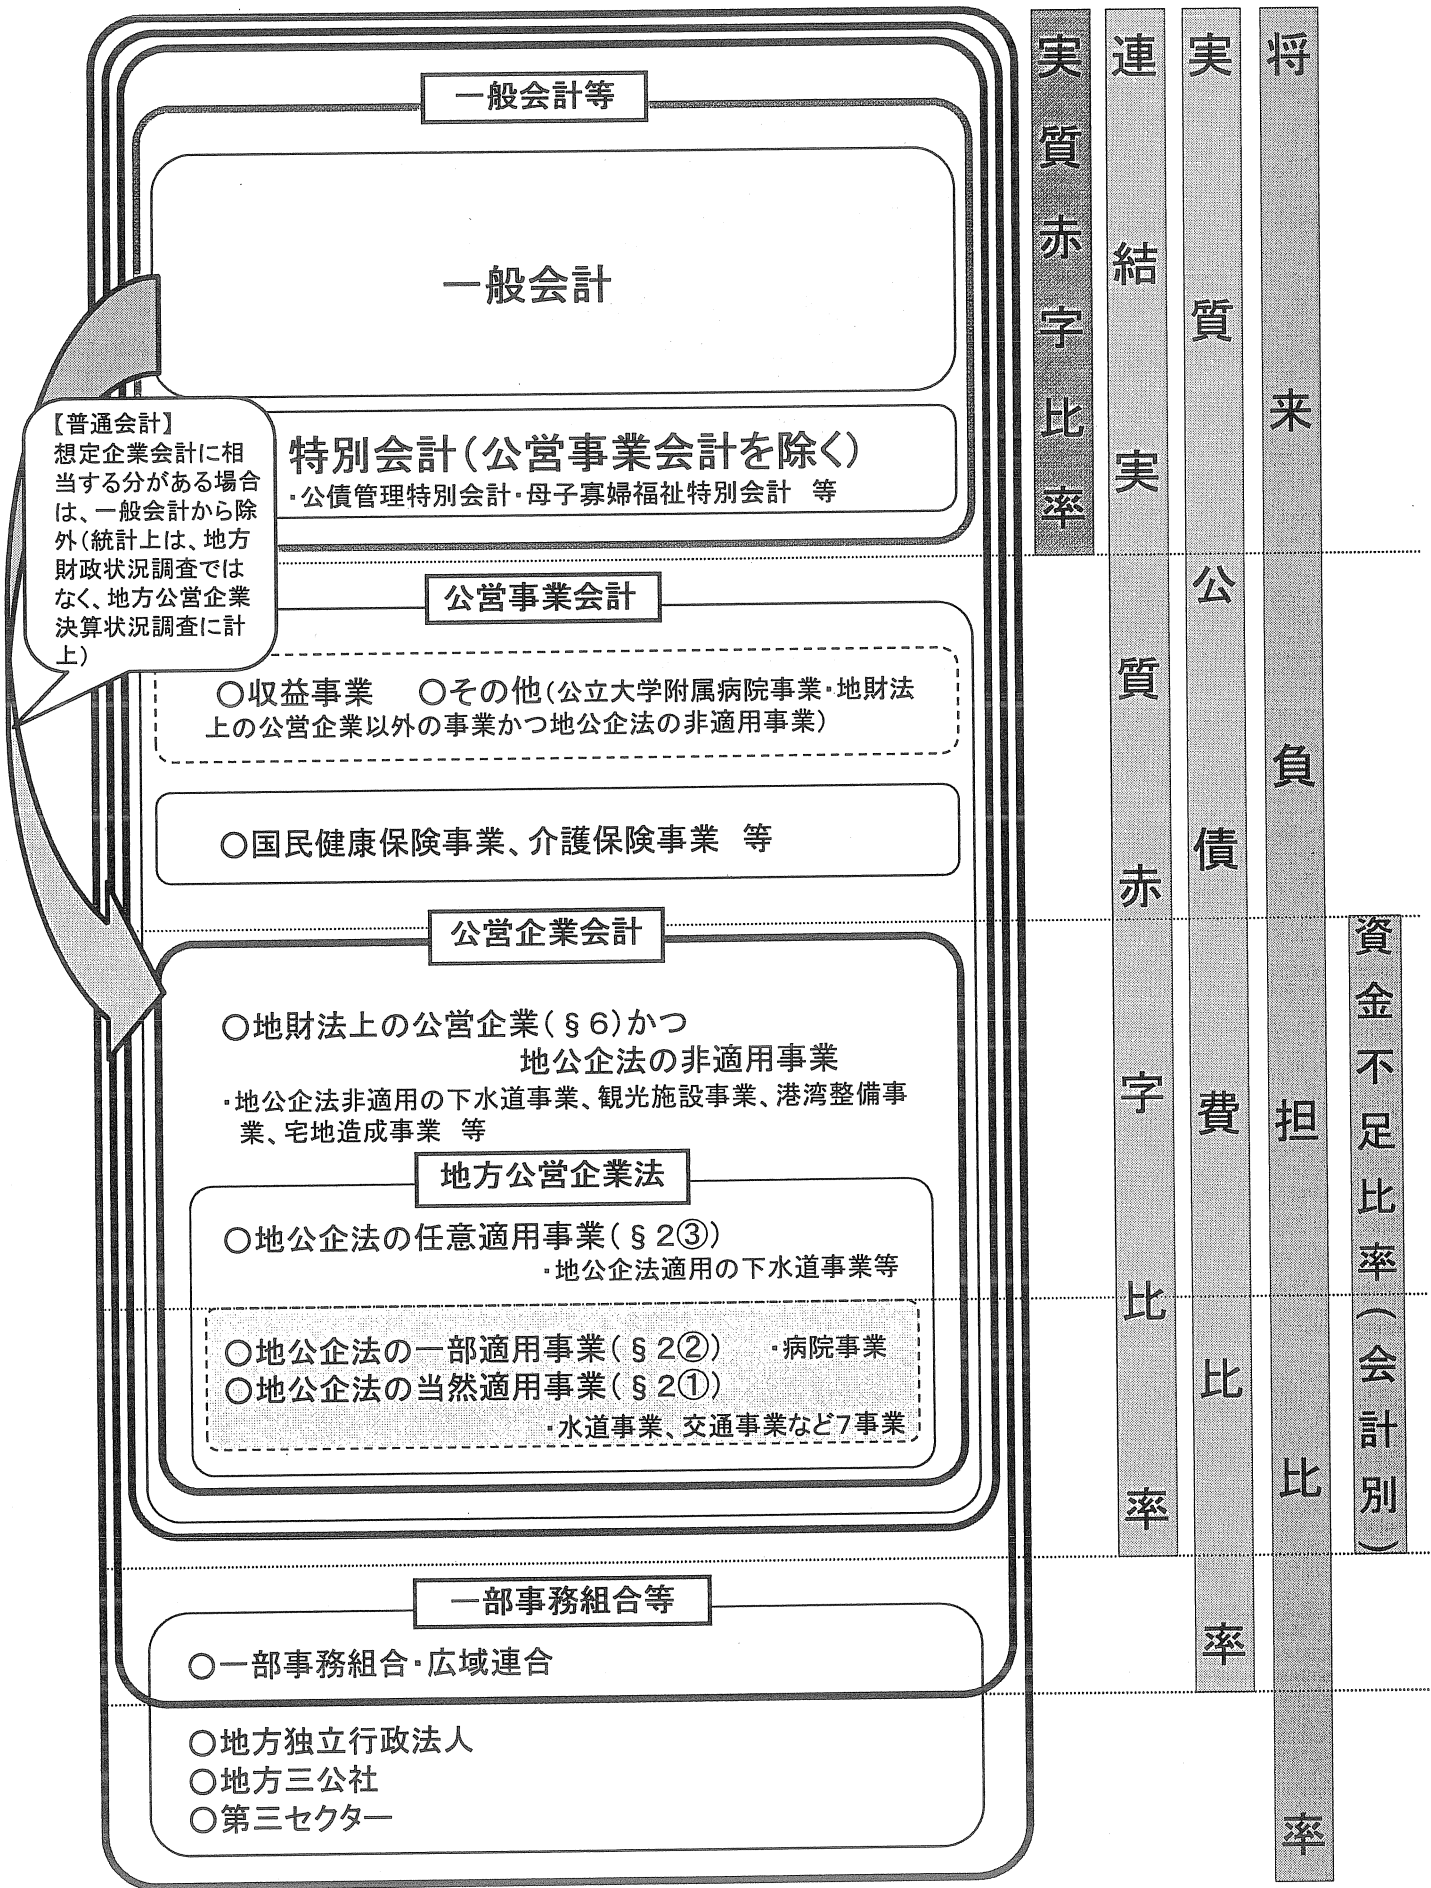 一般会計等
一般会計
特別会計(公営事業会計を除く)
・公債管理特別会計・母子寡婦福祉特別会計　等
【普通会計】
想定企業会計に相
当する分がある場合
は、一般会計から除
外(統計上は、地方
財政状況調査では
なく、地方公営企業
決算状況調査に計
上)
公営事業会計
○収益事業　○その他(公立大学附属病院事業・地財法
上の公営企業以外の事業かつ地公企法の非適用事業)
○国民健康保険事業、介護保険事業　等
公営企業会計
○地財法上の公営企業(§6)かつ
地公企法の非適用事業
・地公企法非適用の下水道事業、観光施設事業、港湾整備事
業、宅地造成事業　等
地方公営企業法
○地公企法の任意適用事業(§2③)
・地公企法適用の下水道事業等
○地公企法の一部適用事業(§2②)　・病院事業
○地公企法の当然適用事業(§2①)
・水道事業、交通事業など7事業
一部事務組合等
○一部事務組合・広域連合
○地方独立行政法人
○地方三公社
○第三セクター
実質赤字比率
連結実質赤字比率
実質公債費比率
将来負担比率
資金不足比率(会計別)